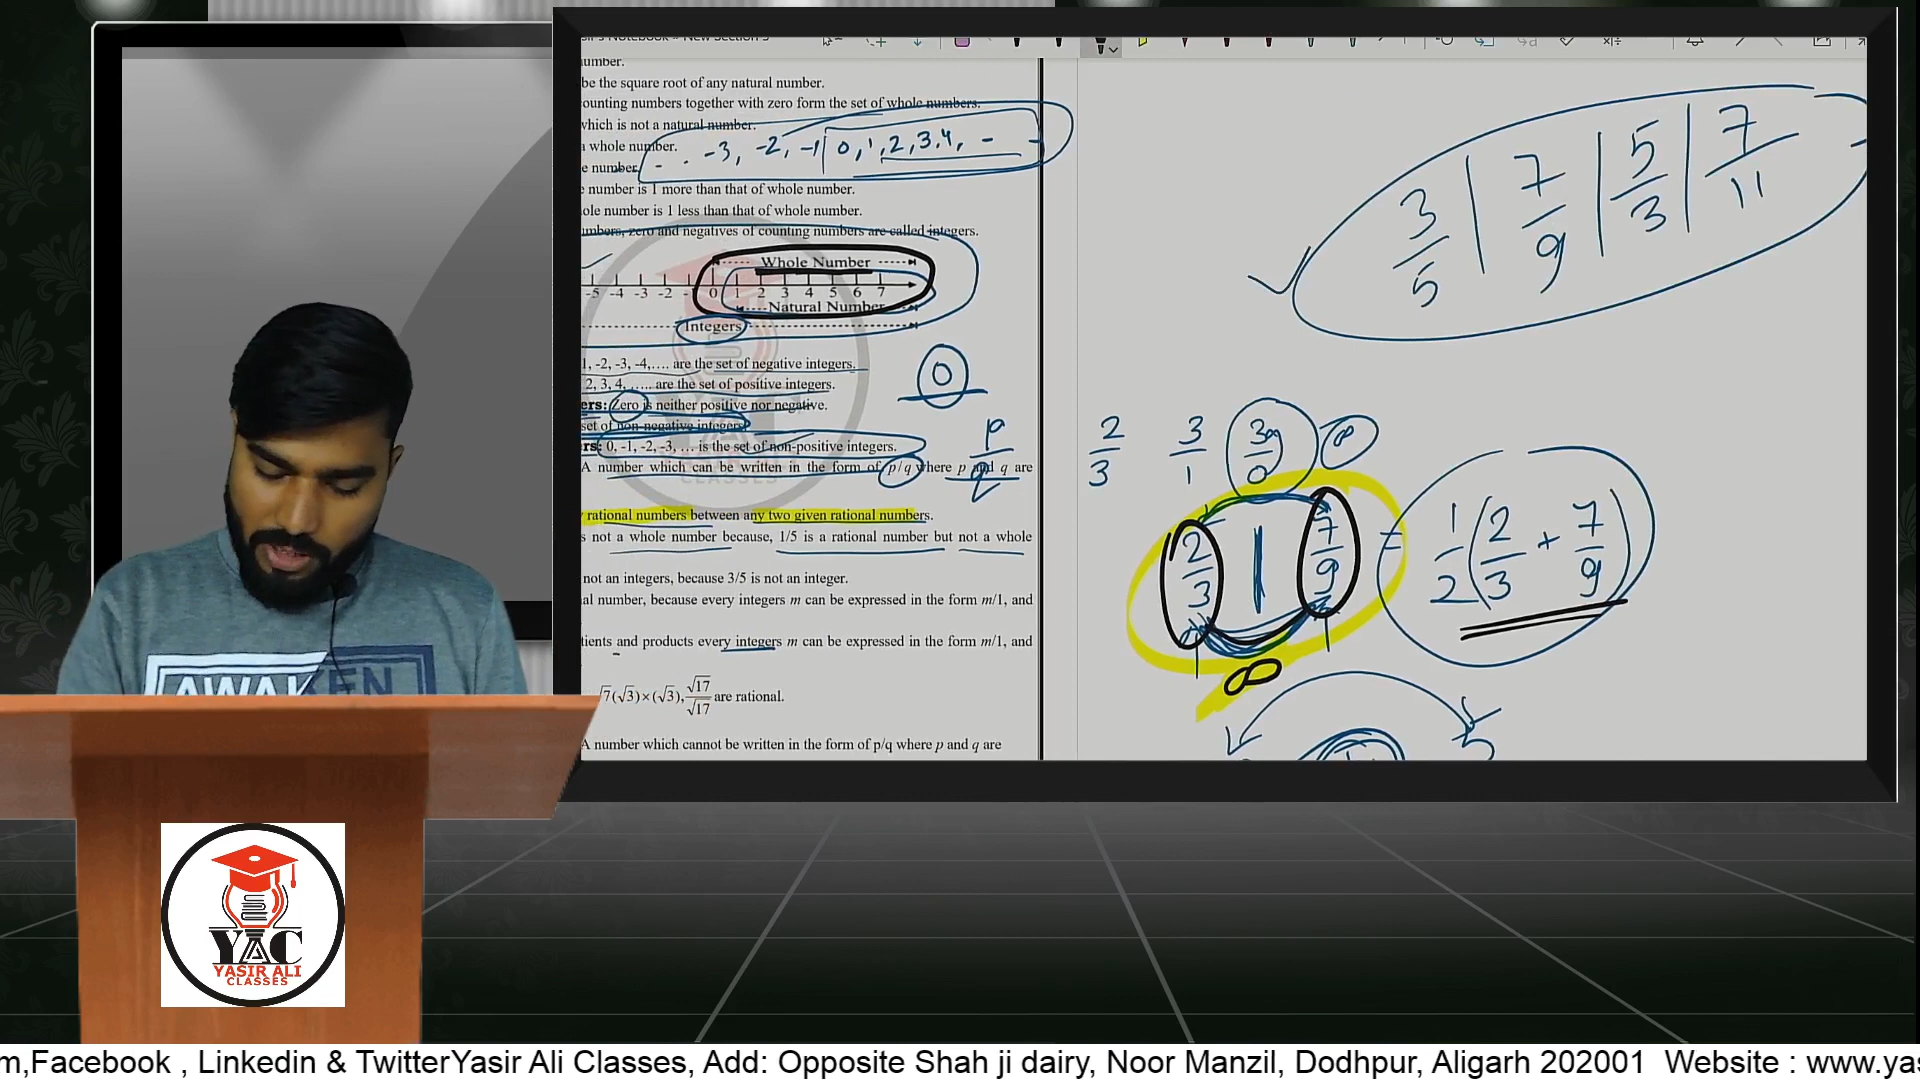 umber.
be the square root of any natural number.
ounting numbers together with zero form the set of whole numbers.
which is not a natural number.
a whole number.
e number.
. . -3, -2, -1 0, 1, 2, 3, 4, - -
e number is 1 more than that of whole number.
ole number is 1 less than that of whole number.
umbers, zero and negatives of counting numbers are called integers.
Whole Number
-5 -4 -3 -2 - 0 1 2 3 4 5 6 7
Natural Number
Integers
1, -2, -3, -4,…. are the set of negative integers.
2, 3, 4, ….. are the set of positive integers.
ers: Zero is neither positive nor negative.
set of non-negative integers
rs: 0, -1, -2, -3, … is the set of non-positive integers.
A number which can be written in the form of p/q where p and q are
rational numbers between any two given rational numbers.
s not a whole number because, 1/5 is a rational number but not a whole
not an integers, because 3/5 is not an integer.
al number, because every integers m can be expressed in the form m/1, and
tients and products every integers m can be expressed in the form m/1, and
√7(√3)×(√3), √17/√17 are rational.
A number which cannot be written in the form of p/q where p and q are
0
p/q
3/5 | 7/9 | 5/3 | 7/11
2/3 3/1
2/3 | 7/9 = 1/2(2/3 + 7/9)
∞
5
CLASSES
AWAKEN
YAC
YASIR ALI
CLASSES
m,Facebook , Linkedin & TwitterYasir Ali Classes, Add: Opposite Shah ji dairy, Noor Manzil, Dodhpur, Aligarh 202001 Website : www.yas